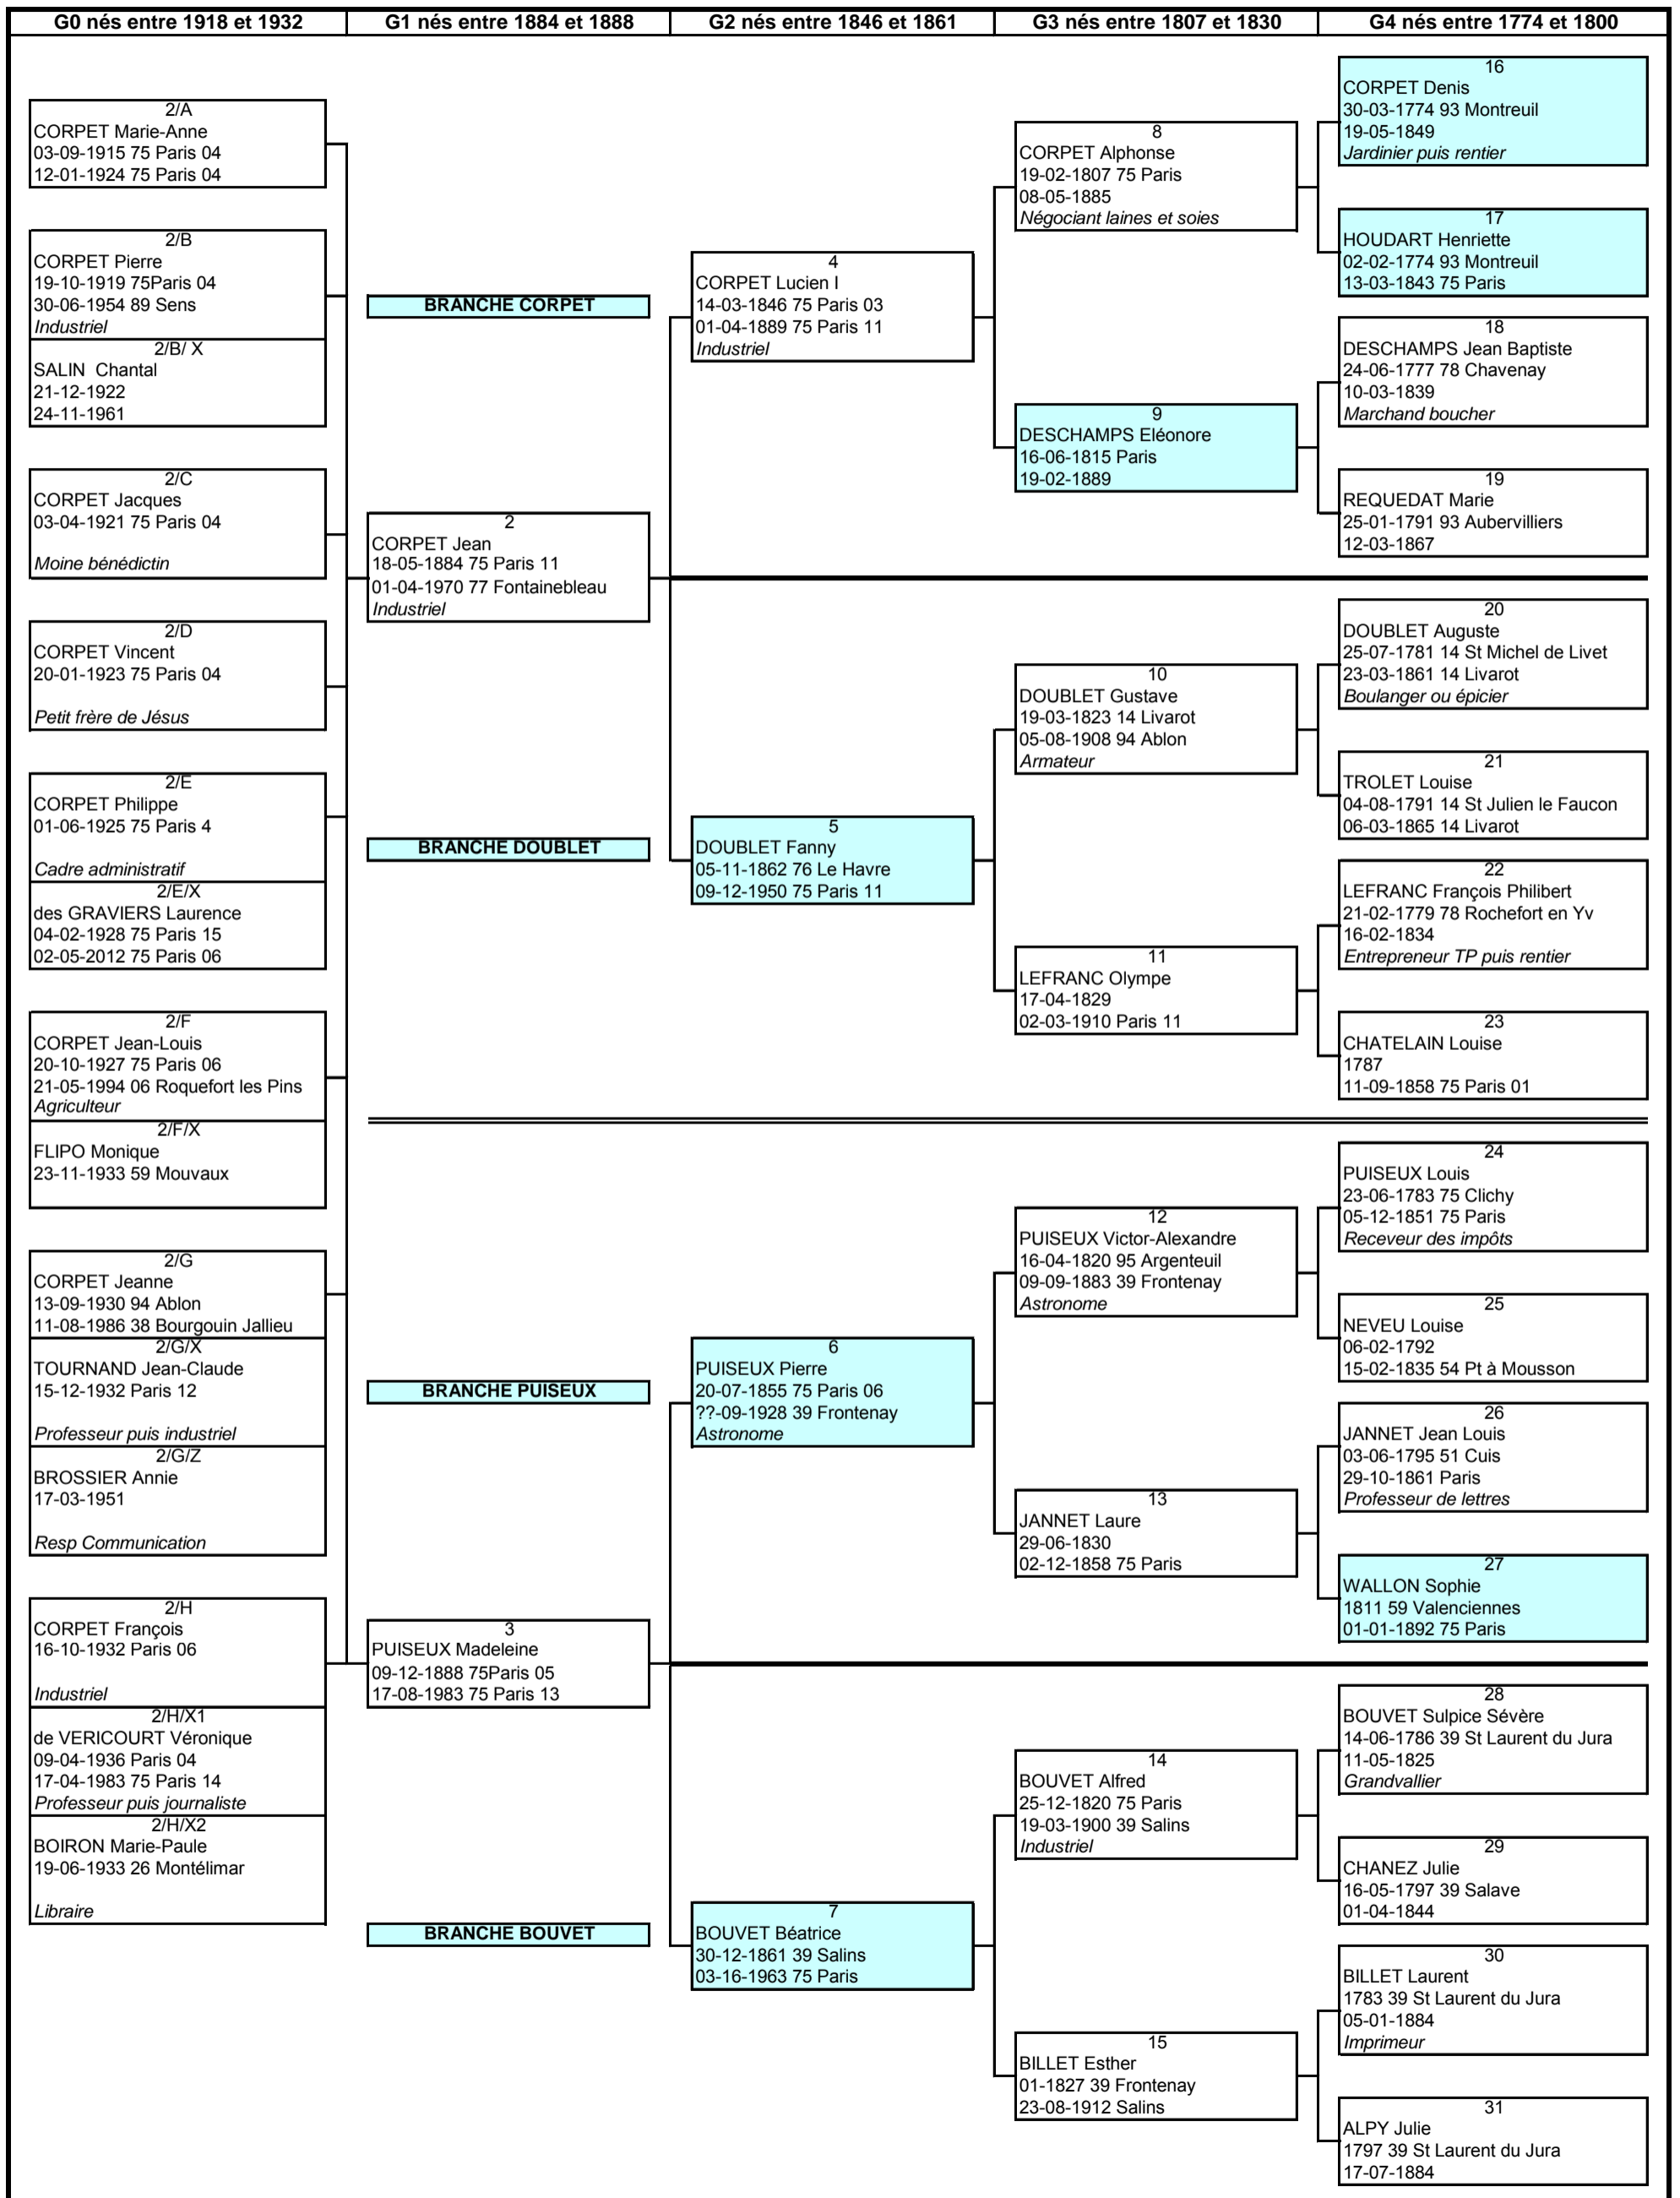 G0 nés entre 1918 et 1932
G1 nés entre 1884 et 1888
G2 nés entre 1846 et 1861
G3 nés entre 1807 et 1830
G4 nés entre 1774 et 1800
2/A
CORPET Marie-Anne
03-09-1915 75 Paris 04
12-01-1924 75 Paris 04
2/B
CORPET Pierre
19-10-1919 75Paris 04
30-06-1954 89 Sens
Industriel
2/B/ X
SALIN Chantal
21-12-1922
24-11-1961
2/C
CORPET Jacques
03-04-1921 75 Paris 04
Moine bénédictin
2/D
CORPET Vincent
20-01-1923 75 Paris 04
Petit frère de Jésus
2/E
CORPET Philippe
01-06-1925 75 Paris 4
Cadre administratif
2/E/X
des GRAVIERS Laurence
04-02-1928 75 Paris 15
02-05-2012 75 Paris 06
2/F
CORPET Jean-Louis
20-10-1927 75 Paris 06
21-05-1994 06 Roquefort les Pins
Agriculteur
2/F/X
FLIPO Monique
23-11-1933 59 Mouvaux
2/G
CORPET Jeanne
13-09-1930 94 Ablon
11-08-1986 38 Bourgouin Jallieu
2/G/X
TOURNAND Jean-Claude
15-12-1932 Paris 12
Professeur puis industriel
2/G/Z
BROSSIER Annie
17-03-1951
Resp Communication
2/H
CORPET François
16-10-1932 Paris 06
Industriel
2/H/X1
de VERICOURT Véronique
09-04-1936 Paris 04
17-04-1983 75 Paris 14
Professeur puis journaliste
2/H/X2
BOIRON Marie-Paule
19-06-1933 26 Montélimar
Libraire
BRANCHE CORPET
2
CORPET Jean
18-05-1884 75 Paris 11
01-04-1970 77 Fontainebleau
Industriel
BRANCHE DOUBLET
BRANCHE PUISEUX
3
PUISEUX Madeleine
09-12-1888 75Paris 05
17-08-1983 75 Paris 13
BRANCHE BOUVET
4
CORPET Lucien I
14-03-1846 75 Paris 03
01-04-1889 75 Paris 11
Industriel
5
DOUBLET Fanny
05-11-1862 76 Le Havre
09-12-1950 75 Paris 11
6
PUISEUX Pierre
20-07-1855 75 Paris 06
??-09-1928 39 Frontenay
Astronome
7
BOUVET Béatrice
30-12-1861 39 Salins
03-16-1963 75 Paris
8
CORPET Alphonse
19-02-1807 75 Paris
08-05-1885
Négociant laines et soies
9
DESCHAMPS Eléonore
16-06-1815 Paris
19-02-1889
10
DOUBLET Gustave
19-03-1823 14 Livarot
05-08-1908 94 Ablon
Armateur
11
LEFRANC Olympe
17-04-1829
02-03-1910 Paris 11
12
PUISEUX Victor-Alexandre
16-04-1820 95 Argenteuil
09-09-1883 39 Frontenay
Astronome
13
JANNET Laure
29-06-1830
02-12-1858 75 Paris
14
BOUVET Alfred
25-12-1820 75 Paris
19-03-1900 39 Salins
Industriel
15
BILLET Esther
01-1827 39 Frontenay
23-08-1912 Salins
16
CORPET Denis
30-03-1774 93 Montreuil
19-05-1849
Jardinier puis rentier
17
HOUDART Henriette
02-02-1774 93 Montreuil
13-03-1843 75 Paris
18
DESCHAMPS Jean Baptiste
24-06-1777 78 Chavenay
10-03-1839
Marchand boucher
19
REQUEDAT Marie
25-01-1791 93 Aubervilliers
12-03-1867
20
DOUBLET Auguste
25-07-1781 14 St Michel de Livet
23-03-1861 14 Livarot
Boulanger ou épicier
21
TROLET Louise
04-08-1791 14 St Julien le Faucon
06-03-1865 14 Livarot
22
LEFRANC François Philibert
21-02-1779 78 Rochefort en Yv
16-02-1834
Entrepreneur TP puis rentier
23
CHATELAIN Louise
1787
11-09-1858 75 Paris 01
24
PUISEUX Louis
23-06-1783 75 Clichy
05-12-1851 75 Paris
Receveur des impôts
25
NEVEU Louise
06-02-1792
15-02-1835 54 Pt à Mousson
26
JANNET Jean Louis
03-06-1795 51 Cuis
29-10-1861 Paris
Professeur de lettres
27
WALLON Sophie
1811 59 Valenciennes
01-01-1892 75 Paris
28
BOUVET Sulpice Sévère
14-06-1786 39 St Laurent du Jura
11-05-1825
Grandvallier
29
CHANEZ Julie
16-05-1797 39 Salave
01-04-1844
30
BILLET Laurent
1783 39 St Laurent du Jura
05-01-1884
Imprimeur
31
ALPY Julie
1797 39 St Laurent du Jura
17-07-1884